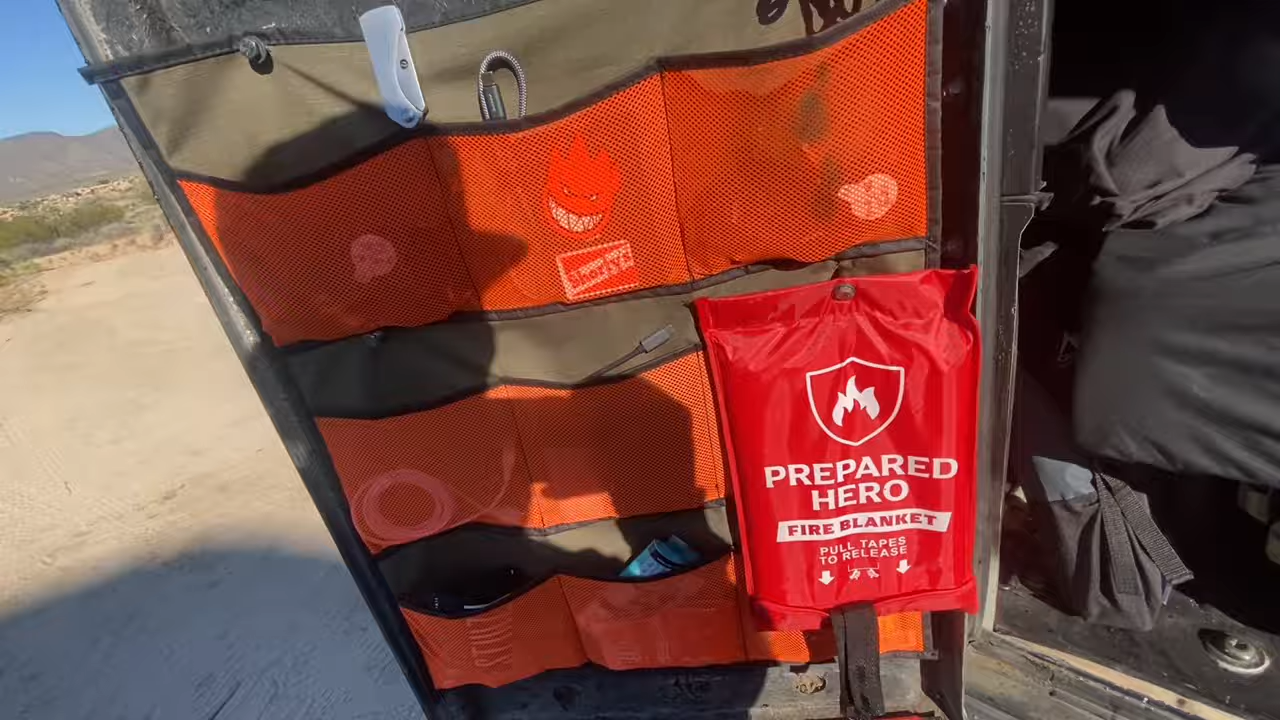 PREPARED
HERO
FIRE BLANKET
PULL TAPES
TO RELEASE